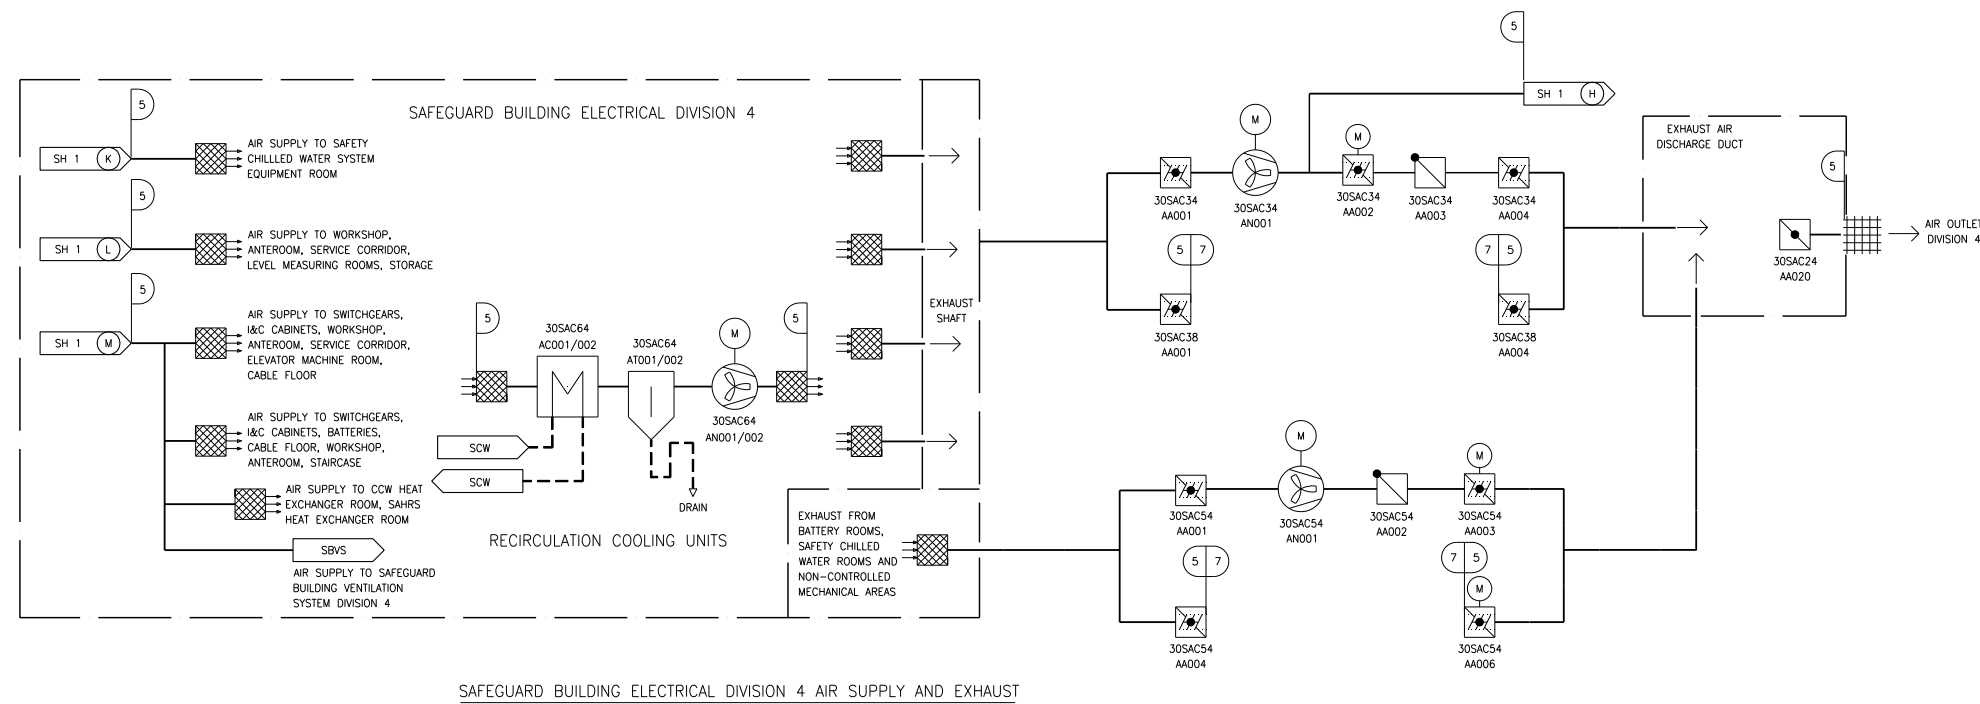 SAFEGUARD BUILDING ELECTRICAL DIVISION 4
5
SH 1 K
AIR SUPPLY TO SAFETY
CHILLLED WATER SYSTEM
EQUIPMENT ROOM
5
SH 1 L
AIR SUPPLY TO WORKSHOP,
ANTEROOM, SERVICE CORRIDOR,
LEVEL MEASURING ROOMS, STORAGE
5
SH 1 M
AIR SUPPLY TO SWITCHGEARS,
I&C CABINETS, WORKSHOP,
ANTEROOM, SERVICE CORRIDOR,
ELEVATOR MACHINE ROOM,
CABLE FLOOR
AIR SUPPLY TO SWITCHGEARS,
I&C CABINETS, BATTERIES,
CABLE FLOOR, WORKSHOP,
ANTEROOM, STAIRCASE
AIR SUPPLY TO CCW HEAT
EXCHANGER ROOM, SAHRS
HEAT EXCHANGER ROOM
SBVS
AIR SUPPLY TO SAFEGUARD
BUILDING VENTILATION
SYSTEM DIVISION 4
5
30SAC64
AC001/002
30SAC64
AT001/002
M
30SAC64
AN001/002
5
SCW
SCW
DRAIN
RECIRCULATION COOLING UNITS
EXHAUST
SHAFT
EXHAUST FROM
BATTERY ROOMS,
SAFETY CHILLED
WATER ROOMS AND
NON-CONTROLLED
MECHANICAL AREAS
5
SH 1 H
30SAC34
AA001
M
30SAC34
AN001
M
30SAC34
AA002
30SAC34
AA003
30SAC34
AA004
5 7
30SAC38
AA001
7 5
30SAC38
AA004
EXHAUST AIR
DISCHARGE DUCT
5
30SAC24
AA020
AIR OUTLET
DIVISION 4
30SAC54
AA001
M
30SAC54
AN001
30SAC54
AA002
M
30SAC54
AA003
5 7
30SAC54
AA004
7 5
M
30SAC54
AA006
SAFEGUARD BUILDING ELECTRICAL DIVISION 4 AIR SUPPLY AND EXHAUST